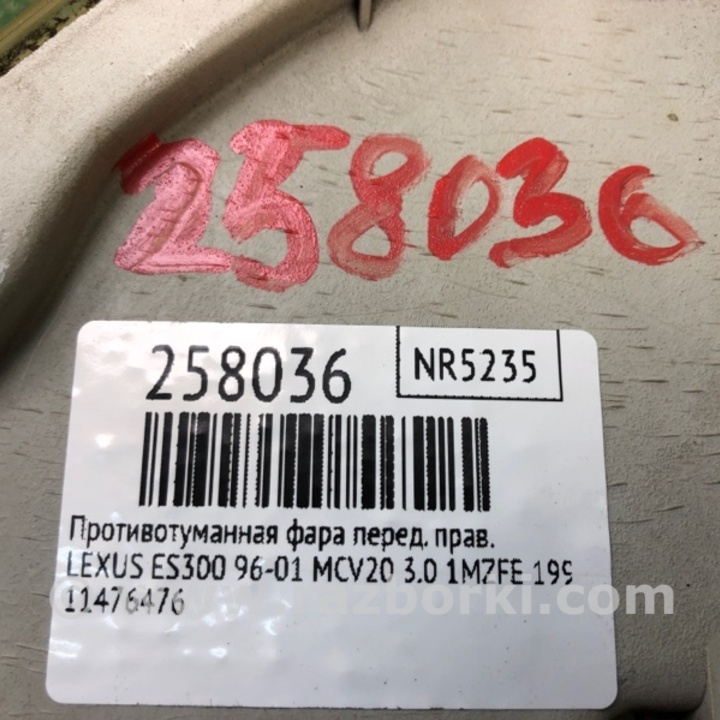 258036
258036
NR5235
Противотуманная фара перед. прав.
LEXUS ES300 96-01 MCV20 3.0 1MZFE 199
11476476
razborki.com